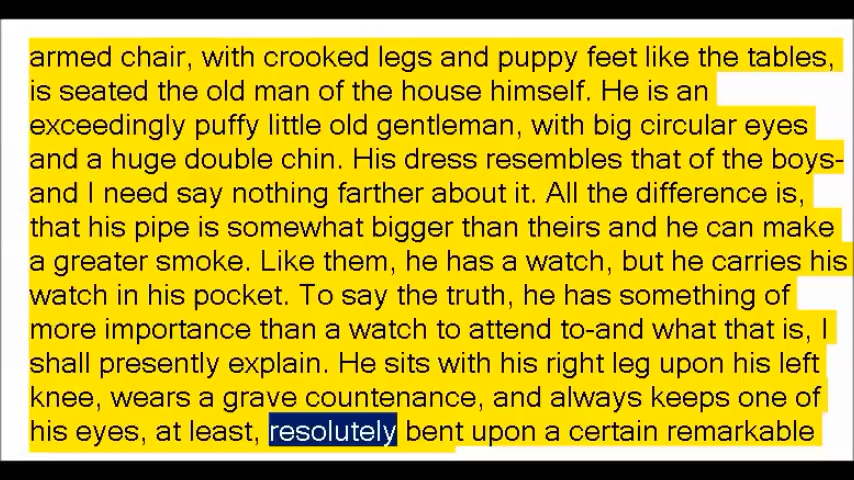 armed chair, with crooked legs and puppy feet like the tables,
is seated the old man of the house himself. He is an
exceedingly puffy little old gentleman, with big circular eyes
and a huge double chin. His dress resembles that of the boys-
and I need say nothing farther about it. All the difference is,
that his pipe is somewhat bigger than theirs and he can make
a greater smoke. Like them, he has a watch, but he carries his
watch in his pocket. To say the truth, he has something of
more importance than a watch to attend to-and what that is, I
shall presently explain. He sits with his right leg upon his left
knee, wears a grave countenance, and always keeps one of
his eyes, at least, resolutely bent upon a certain remarkable